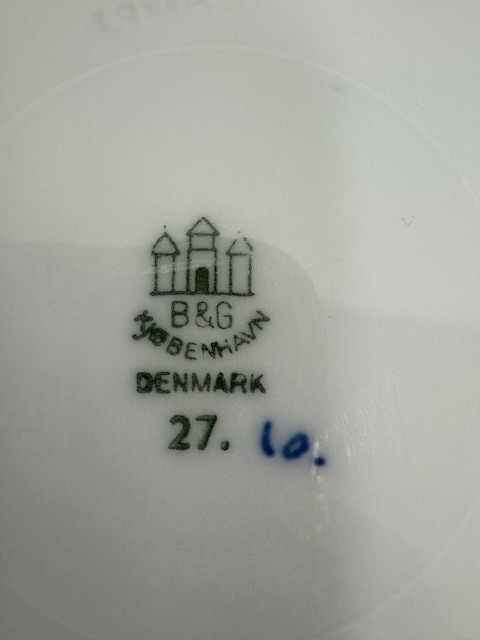 B&G
KJØBENHAVN
DENMARK
27. 10.